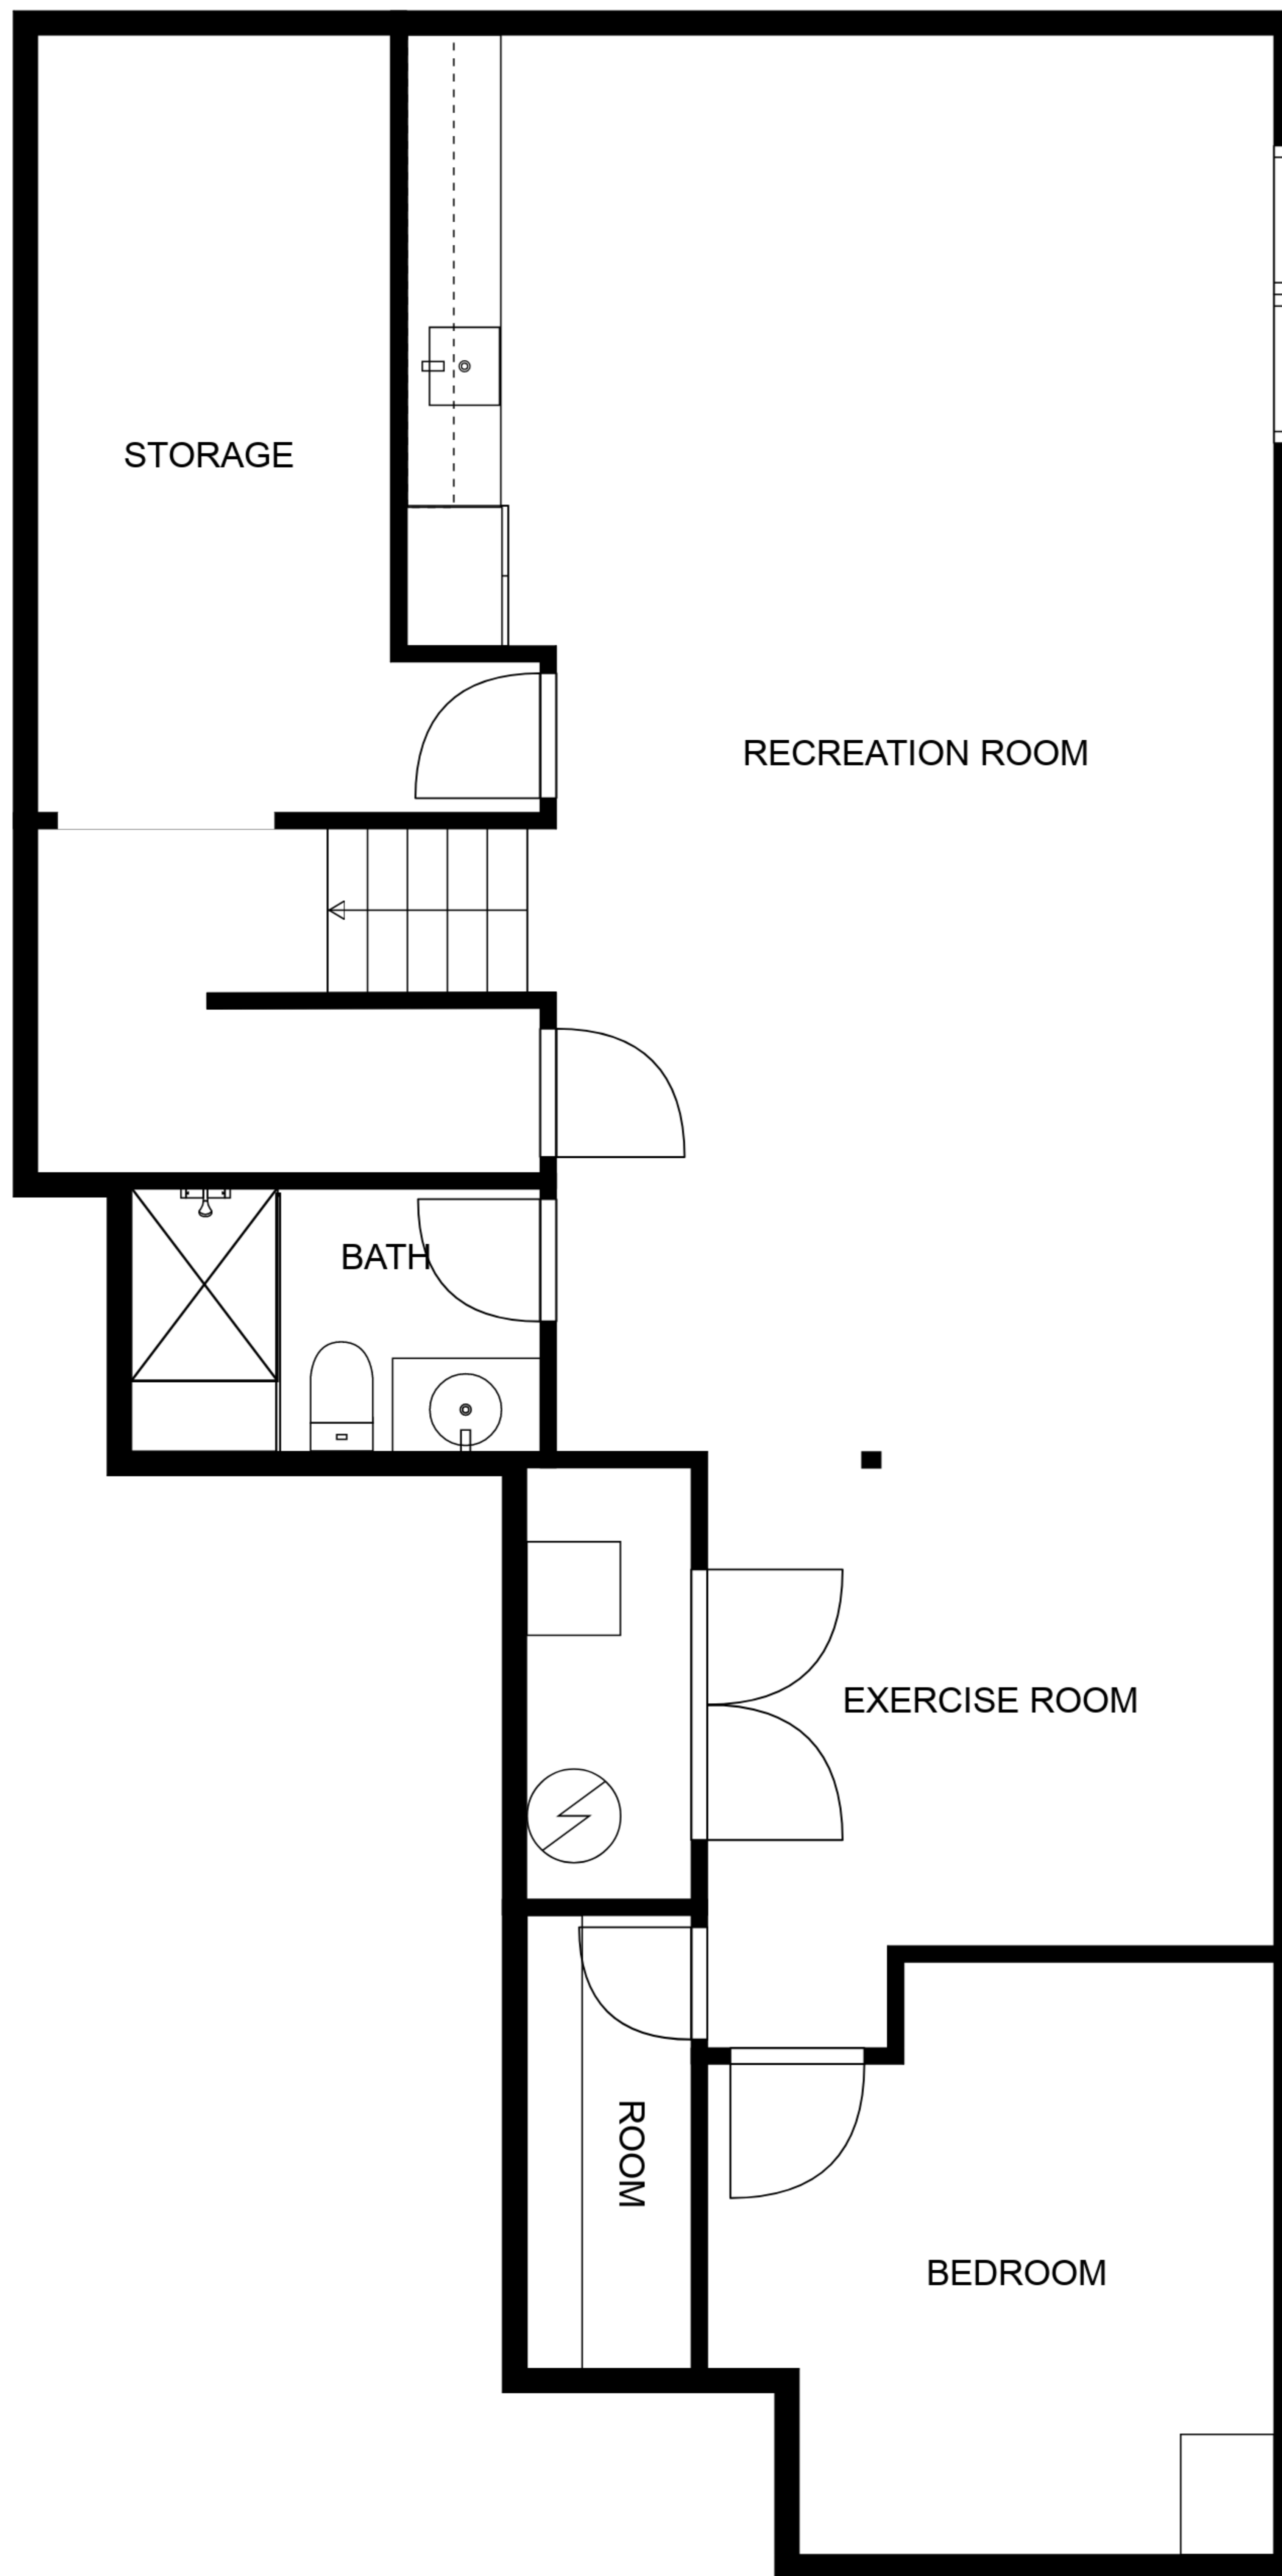 STORAGE
RECREATION ROOM
BATH
EXERCISE ROOM
ROOM
BEDROOM